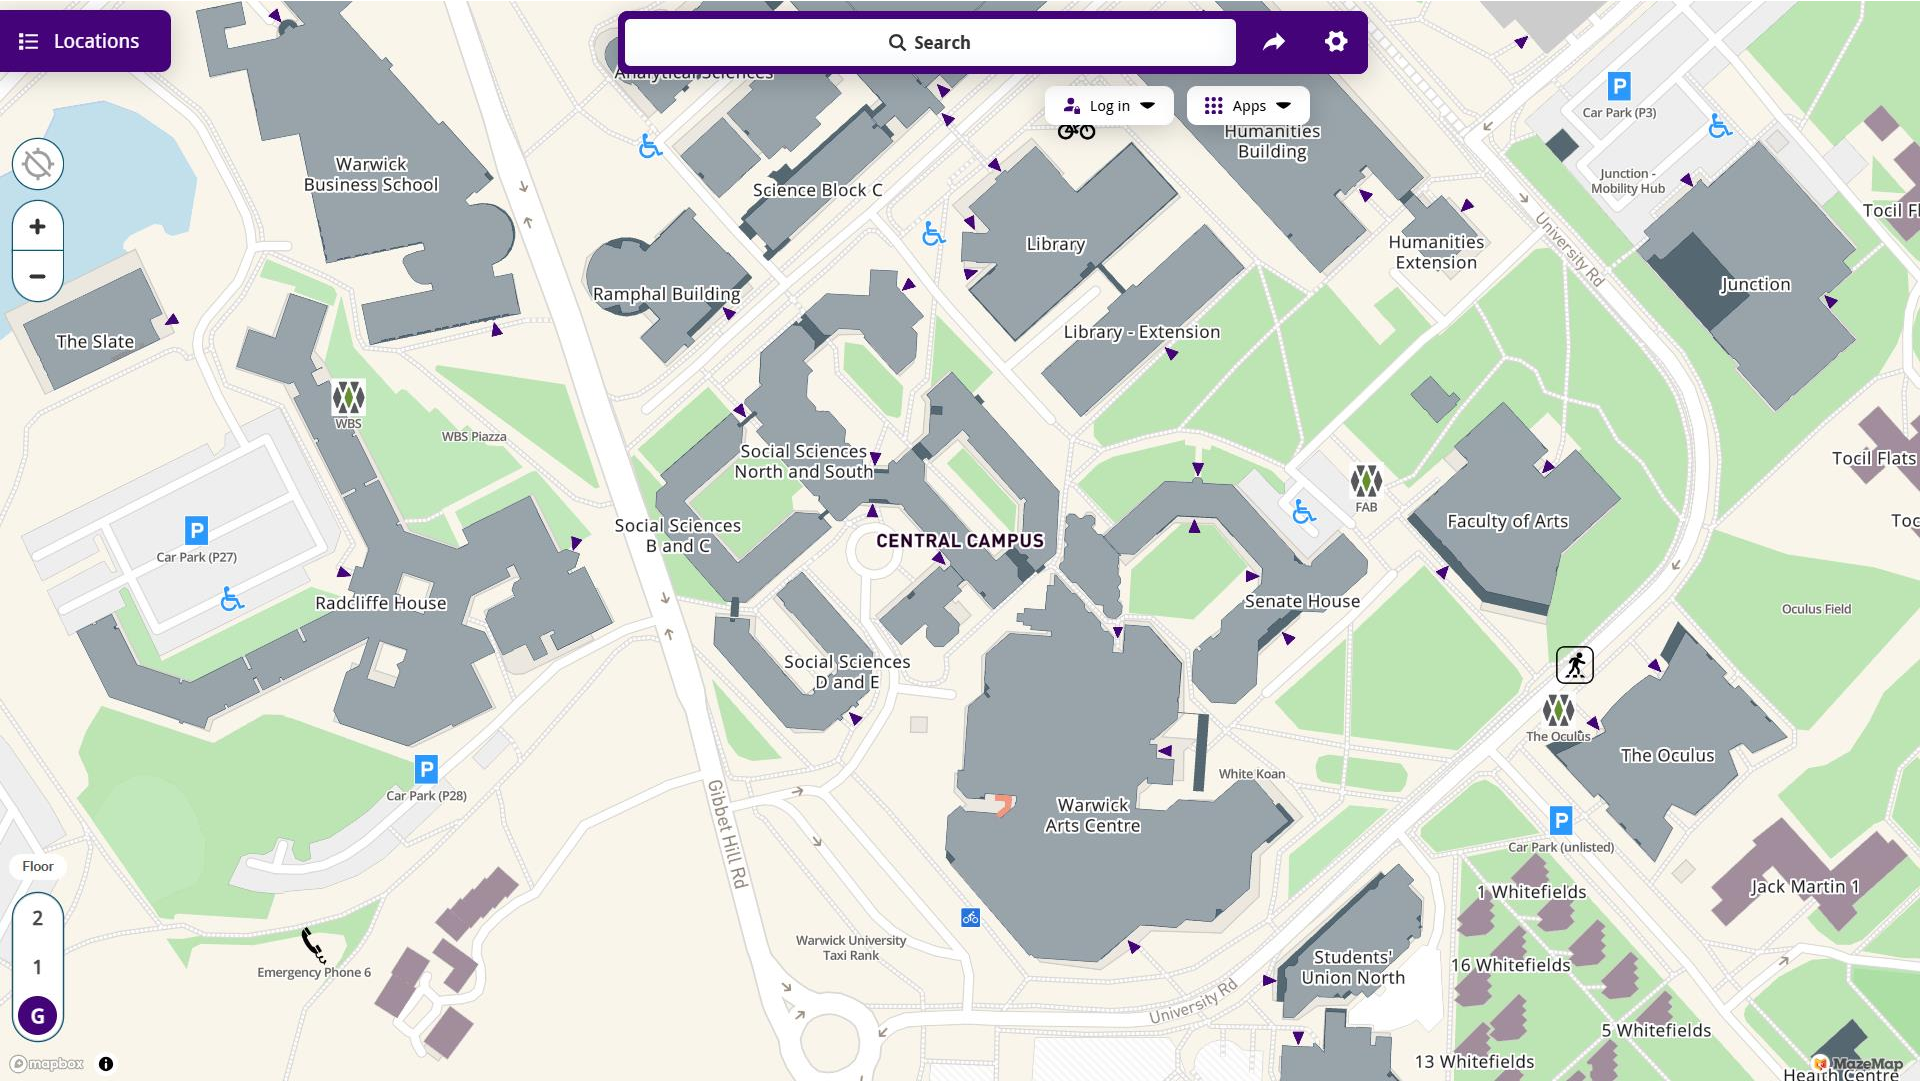 Locations
Search
Analytical Sciences
P
Car Park (P3)
Log in
Apps
Humanities
Building
Warwick
Business School
Science Block C
Junction -
Mobility Hub
Tocil Fl
University Rd
Library
Humanities
Extension
Junction
Ramphal Building
Library - Extension
The Slate
WBS
WBS Piazza
Social Sciences
North and South
Tocil Flats
FAB
Faculty of Arts
Toc
P
Car Park (P27)
Social Sciences
B and C
CENTRAL CAMPUS
Radcliffe House
Senate House
Oculus Field
Social Sciences
D and E
The Oculus
The Oculus
P
Car Park (P28)
Gibbet Hill Rd
White Koan
Warwick
Arts Centre
P
Car Park (unlisted)
Floor
2
1
G
Jack Martin 1
1 Whitefields
Warwick University
Taxi Rank
Students'
Union North
16 Whitefields
Emergency Phone 6
University Rd
5 Whitefields
13 Whitefields
Health Centre
mapbox
MazeMap